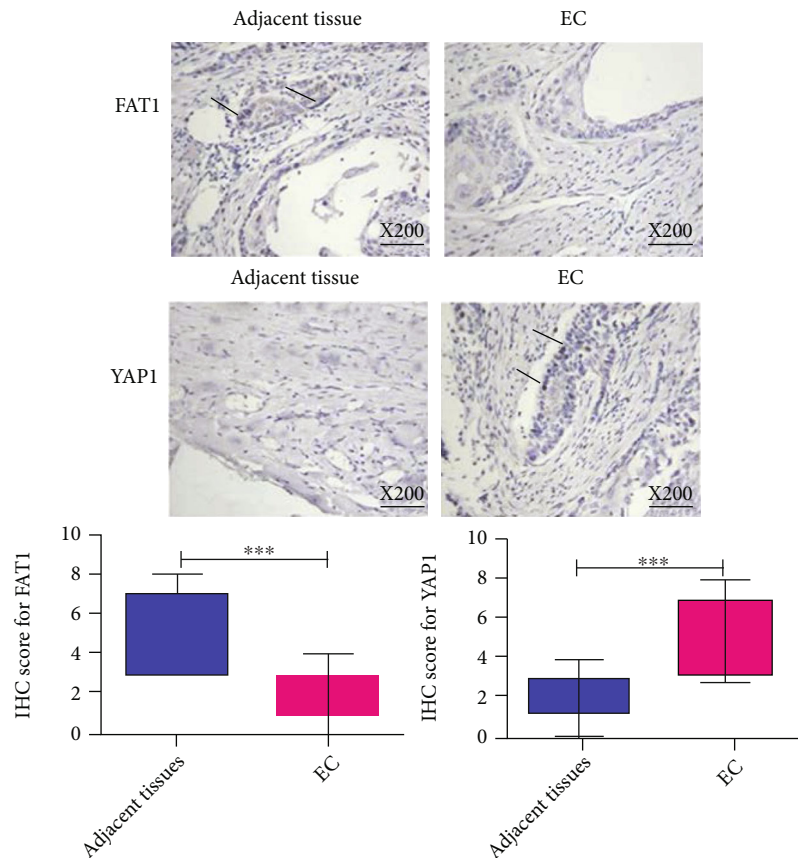 Adjacent tissue
EC
FAT1
X200
X200
Adjacent tissue
EC
YAP1
X200
X200
IHC score for FAT1
10
8
6
4
2
0
***
Adjacent tissues
EC
IHC score for YAP1
10
8
6
4
2
0
***
Adjacent tissues
EC